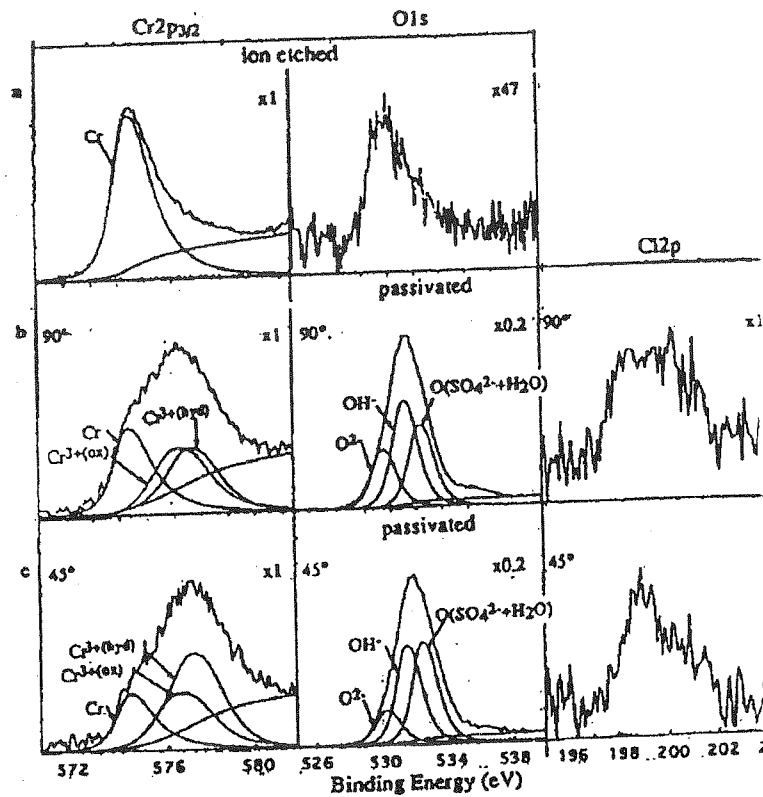 Cr2p3/2 O1s
ion etched
a x1 x47
Cr
Cl2p
passivated
b 90° x1 90° x0.2 90° x1
O(SO4²⁻+H2O)
Cr³⁺(hyd) OH⁻
Cr
Cr³⁺(ox) O²⁻
passivated
c 45° x1 45° x0.2 45°
O(SO4²⁻+H2O)
Cr³⁺(hyd) OH⁻
Cr³⁺(ox)
Cr O²⁻
572 576 580 526 530 534 538 196 198 200 202
Binding Energy (eV)